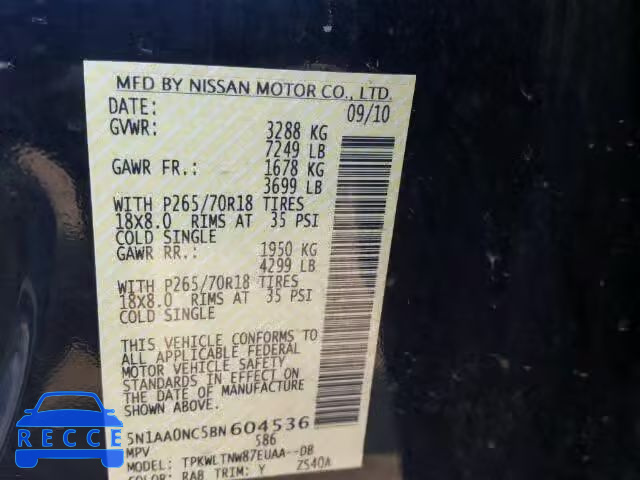 MFD BY NISSAN MOTOR CO., LTD.
DATE: 09/10
GVWR: 3288 KG
7249 LB
GAWR FR.: 1678 KG
3699 LB
WITH P265/70R18 TIRES
18X8.0 RIMS AT 35 PSI
COLD SINGLE
GAWR RR.: 1950 KG
4299 LB
WITH P265/70R18 TIRES
18X8.0 RIMS AT 35 PSI
COLD SINGLE
THIS VEHICLE CONFORMS TO
ALL APPLICABLE FEDERAL
MOTOR VEHICLE SAFETY
STANDARDS IN EFFECT ON
THE DATE OF MANUFACTURE
SHOWN ABOVE.
5N1AA0NC5BN604536
MPV 586
MODEL: TPKWLTNW87EUAA--DB
COLOR: RAB TRIM: Y ZS40A
RECCE